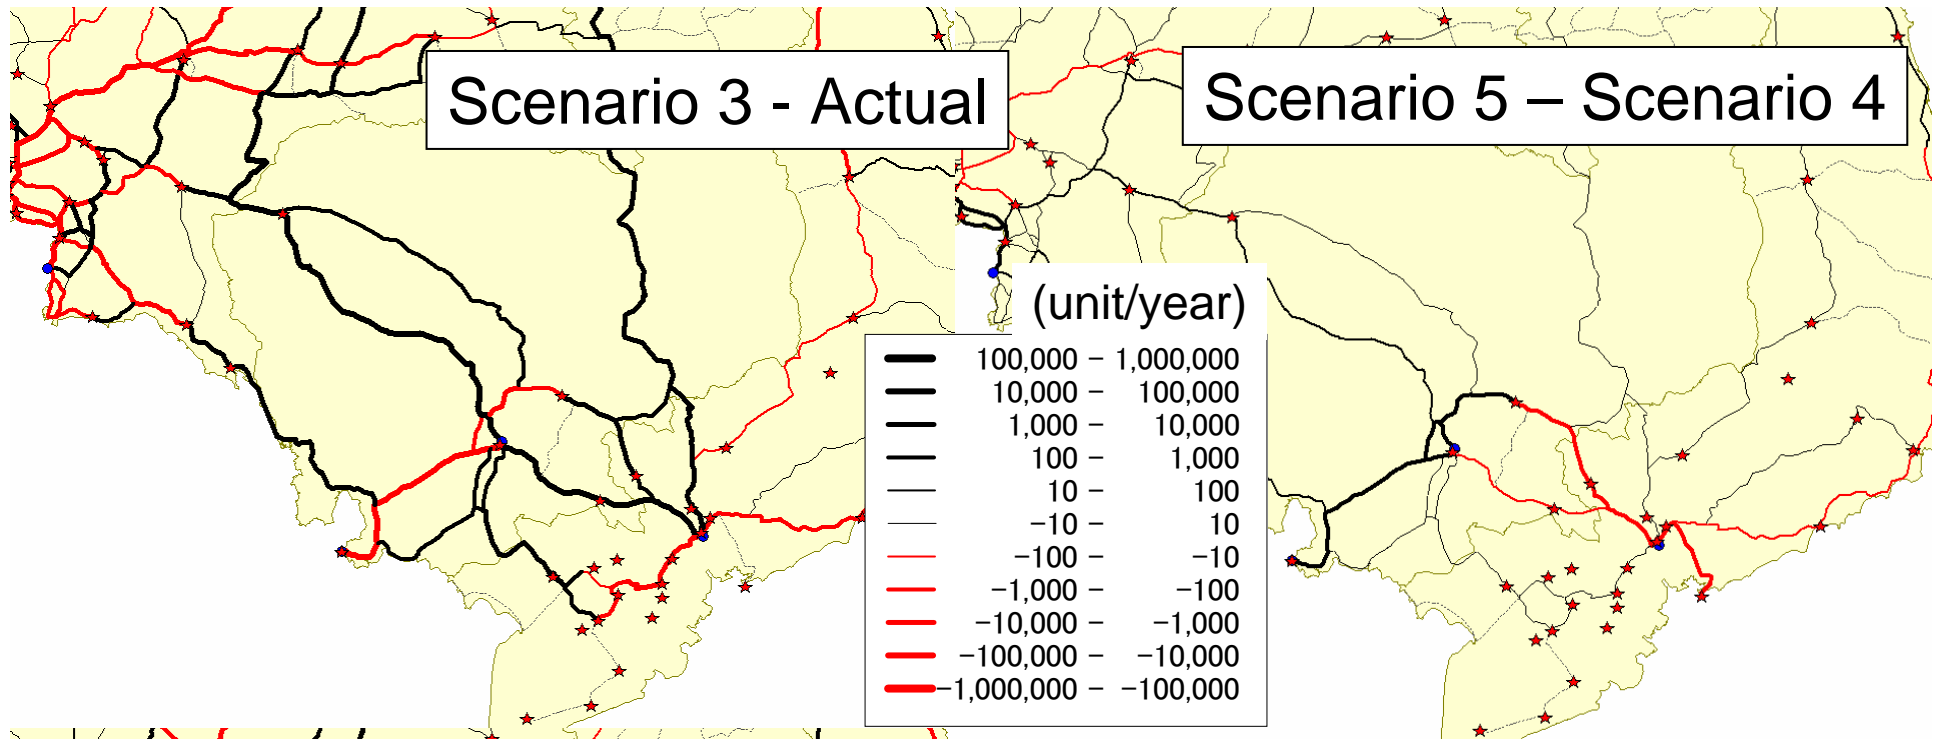 Scenario 3 - Actual
Scenario 5 – Scenario 4
(unit/year)
100,000 − 1,000,000
10,000 − 100,000
1,000 − 10,000
100 − 1,000
10 − 100
−10 − 10
−100 − −10
−1,000 − −100
−10,000 − −1,000
−100,000 − −10,000
−1,000,000 − −100,000